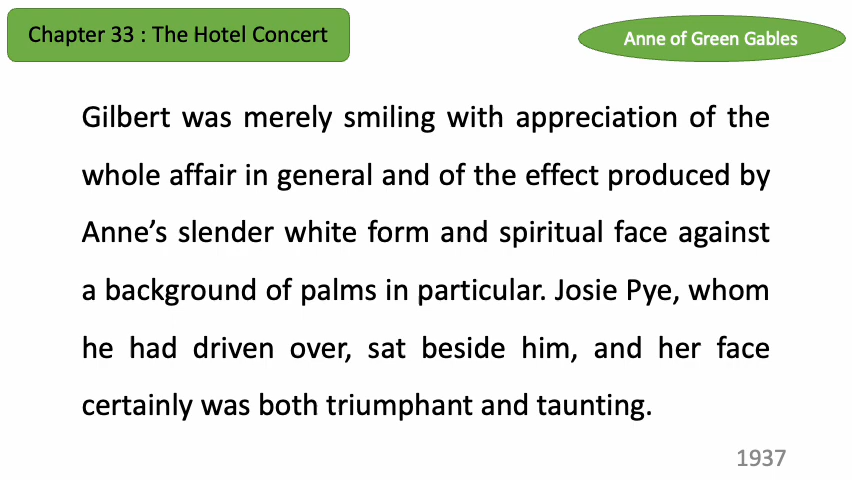 Chapter 33 : The Hotel Concert
Anne of Green Gables
Gilbert was merely smiling with appreciation of the
whole affair in general and of the effect produced by
Anne’s slender white form and spiritual face against
a background of palms in particular. Josie Pye, whom
he had driven over, sat beside him, and her face
certainly was both triumphant and taunting.
1937